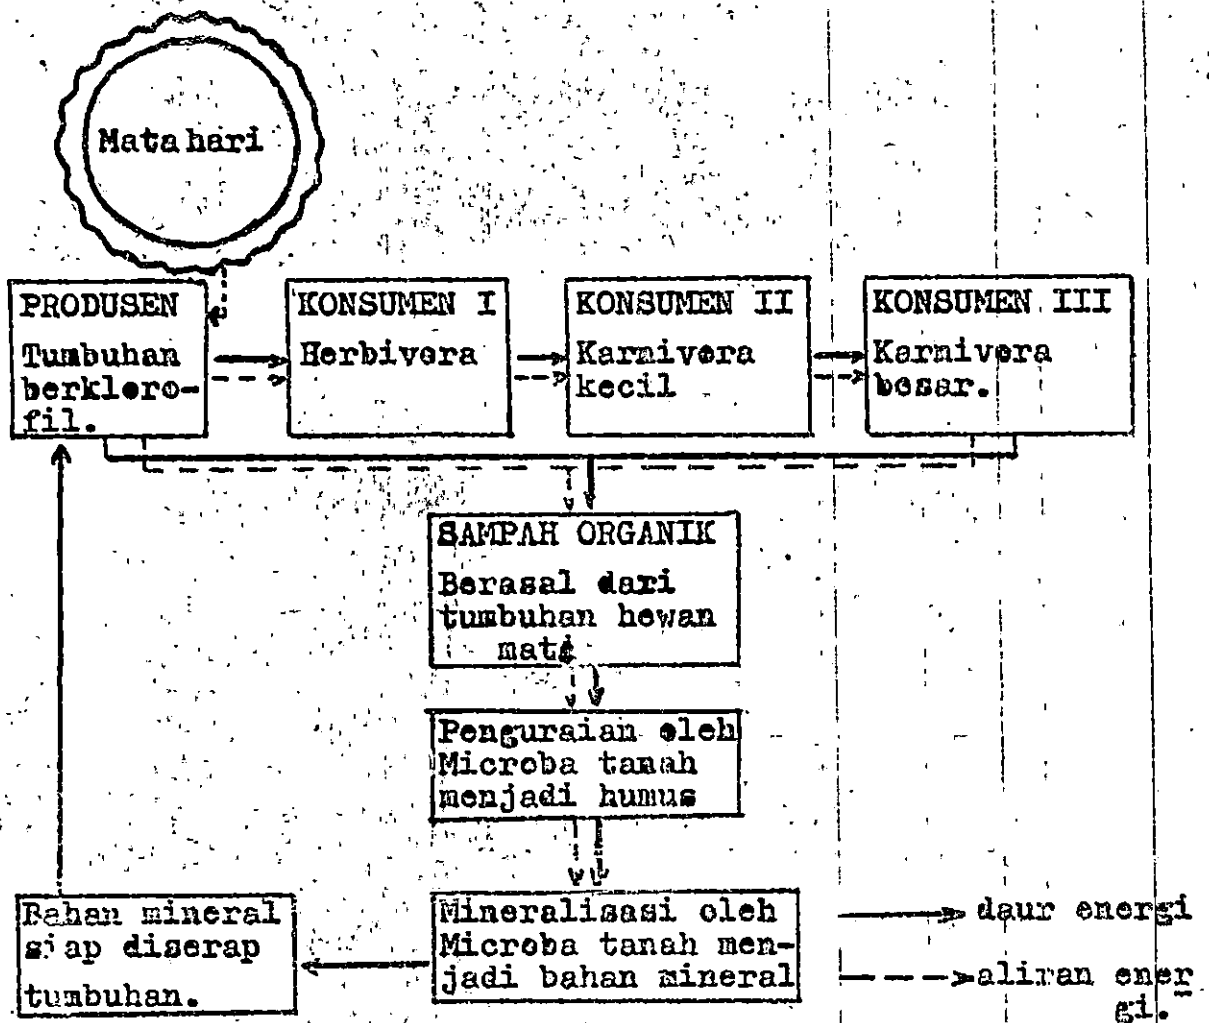 Matahari
PRODUSEN
Tumbuhan
berkloro-
fil.
KONSUMEN I
Herbivora
KONSUMEN II
Karnivora
kecil
KONSUMEN III
Karnivora
besar.
SAMPAH ORGANIK
Berasal dari
tumbuhan hewan
mati
Penguraian oleh
Microba tanah
menjadi humus
Mineralisasi oleh
Microba tanah men-
jadi bahan mineral
Bahan mineral
siap diserap
tumbuhan.
daur energi
aliran ener
gi.